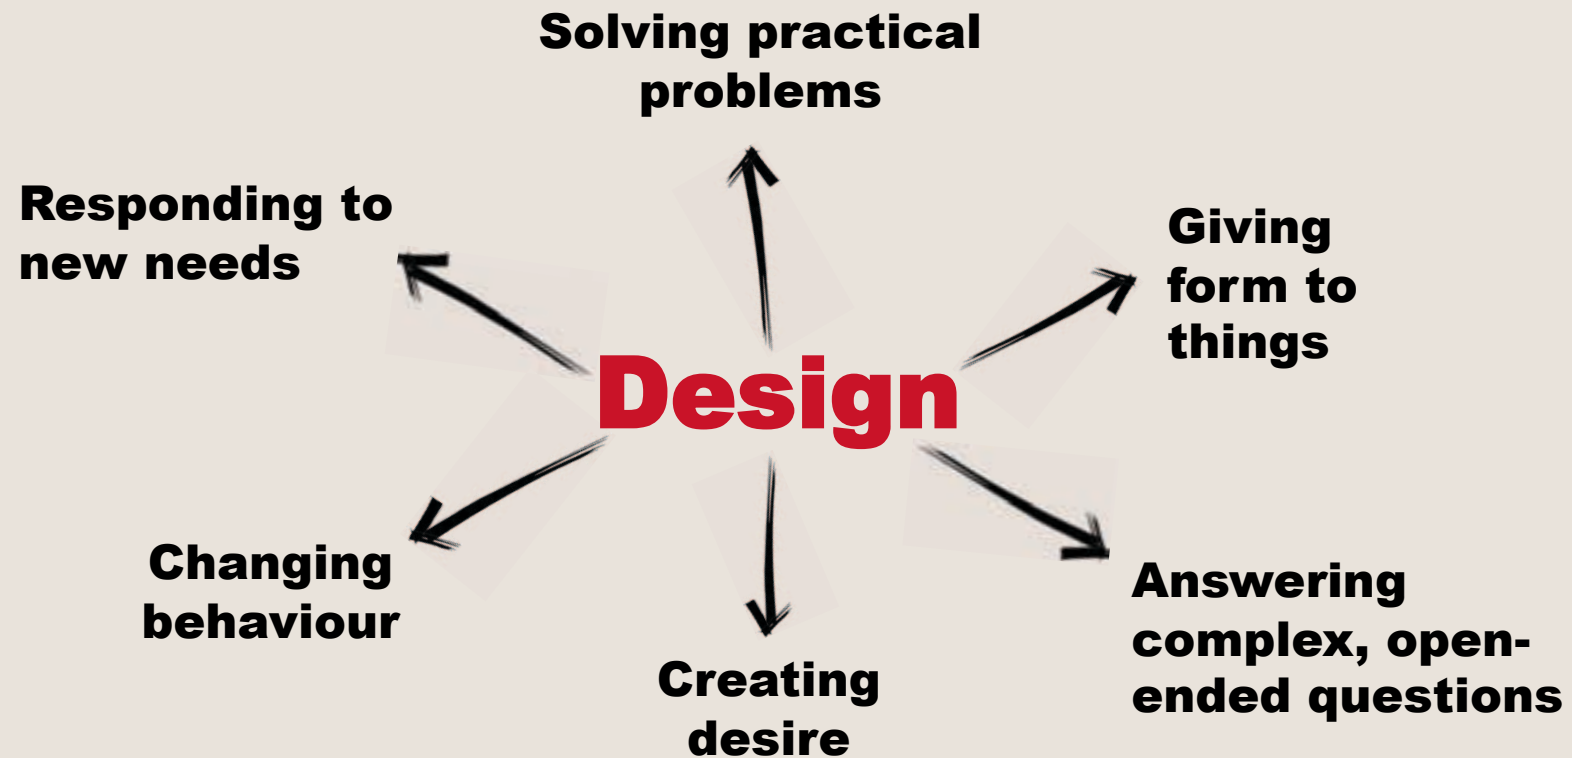 Solving practical
problems
Responding to
new needs
Giving
form to
things
Design
Changing
behaviour
Answering
complex, open-
ended questions
Creating
desire